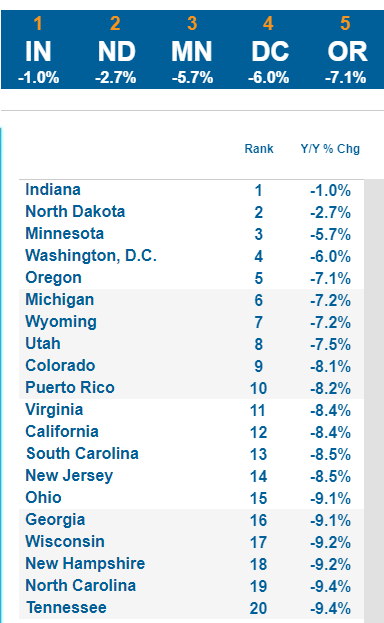 1 2 3 4 5
IN ND MN DC OR
-1.0% -2.7% -5.7% -6.0% -7.1%
Rank Y/Y % Chg
Indiana 1 -1.0%
North Dakota 2 -2.7%
Minnesota 3 -5.7%
Washington, D.C. 4 -6.0%
Oregon 5 -7.1%
Michigan 6 -7.2%
Wyoming 7 -7.2%
Utah 8 -7.5%
Colorado 9 -8.1%
Puerto Rico 10 -8.2%
Virginia 11 -8.4%
California 12 -8.4%
South Carolina 13 -8.5%
New Jersey 14 -8.5%
Ohio 15 -9.1%
Georgia 16 -9.1%
Wisconsin 17 -9.2%
New Hampshire 18 -9.2%
North Carolina 19 -9.4%
Tennessee 20 -9.4%